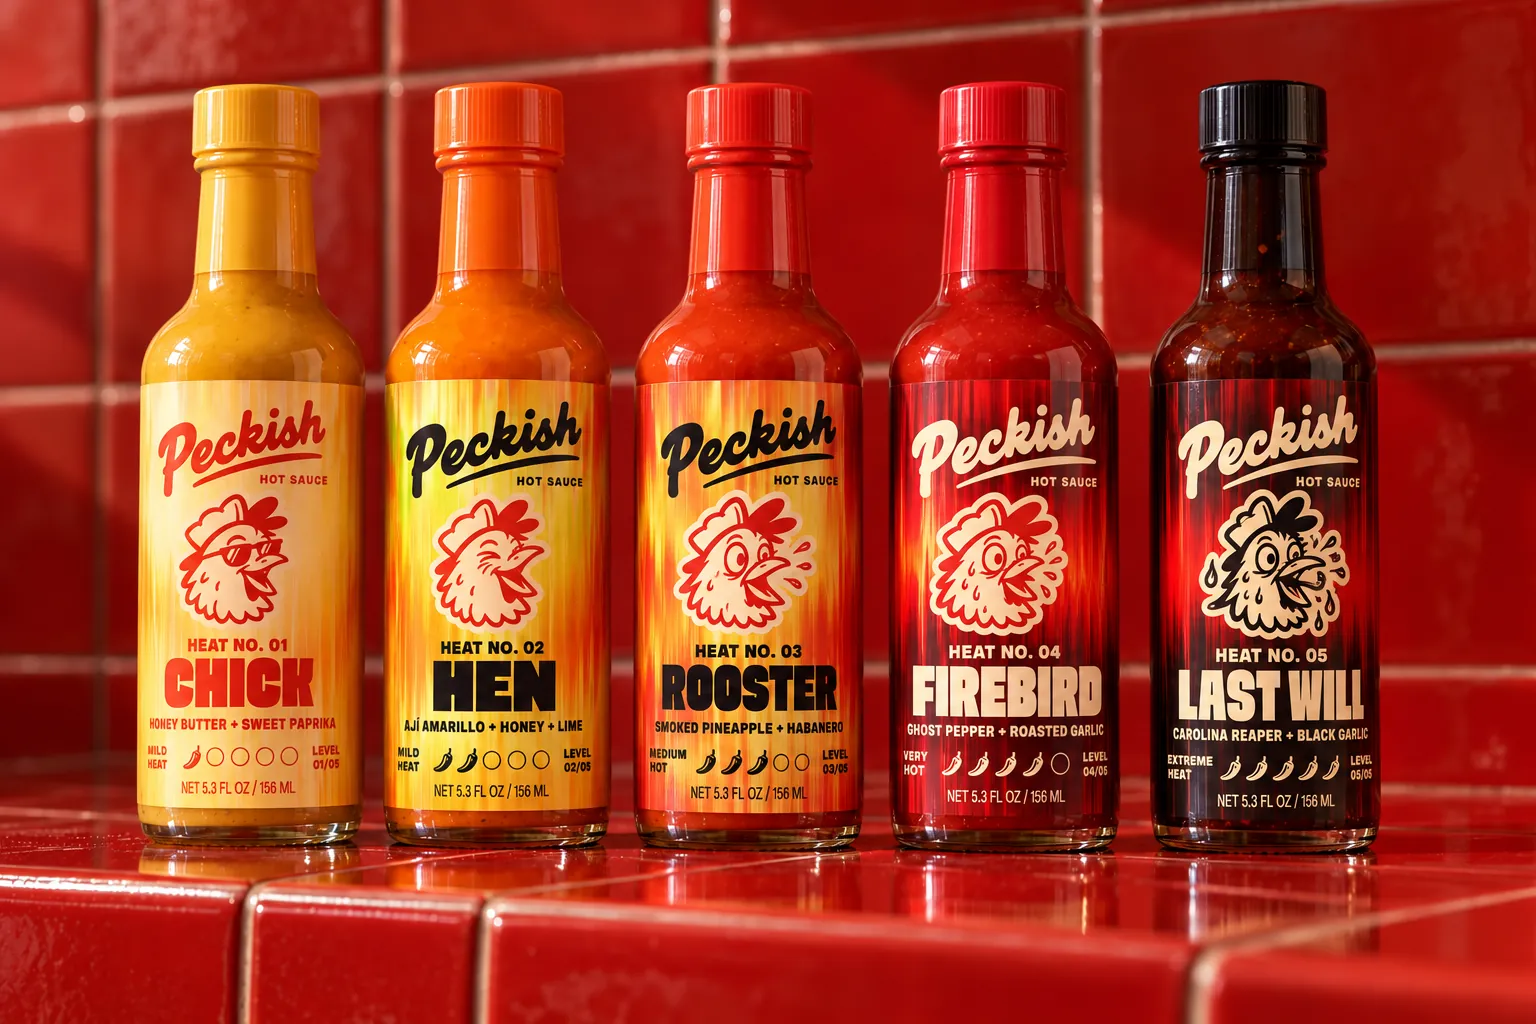 Peckish
HOT SAUCE
HEAT NO. 01
CHICK
HONEY BUTTER + SWEET PAPRIKA
MILD HEAT
LEVEL 01/05
NET 5.3 FL OZ / 156 ML
Peckish
HOT SAUCE
HEAT NO. 02
HEN
AJÍ AMARILLO + HONEY + LIME
MILD HEAT
LEVEL 02/05
NET 5.3 FL OZ / 156 ML
Peckish
HOT SAUCE
HEAT NO. 03
ROOSTER
SMOKED PINEAPPLE + HABANERO
MEDIUM HOT
LEVEL 03/05
NET 5.3 FL OZ / 156 ML
Peckish
HOT SAUCE
HEAT NO. 04
FIREBIRD
GHOST PEPPER + ROASTED GARLIC
VERY HOT
LEVEL 04/05
NET 5.3 FL OZ / 156 ML
Peckish
HOT SAUCE
HEAT NO. 05
LAST WILL
CAROLINA REAPER + BLACK GARLIC
EXTREME HEAT
LEVEL 05/05
NET 5.3 FL OZ / 156 ML